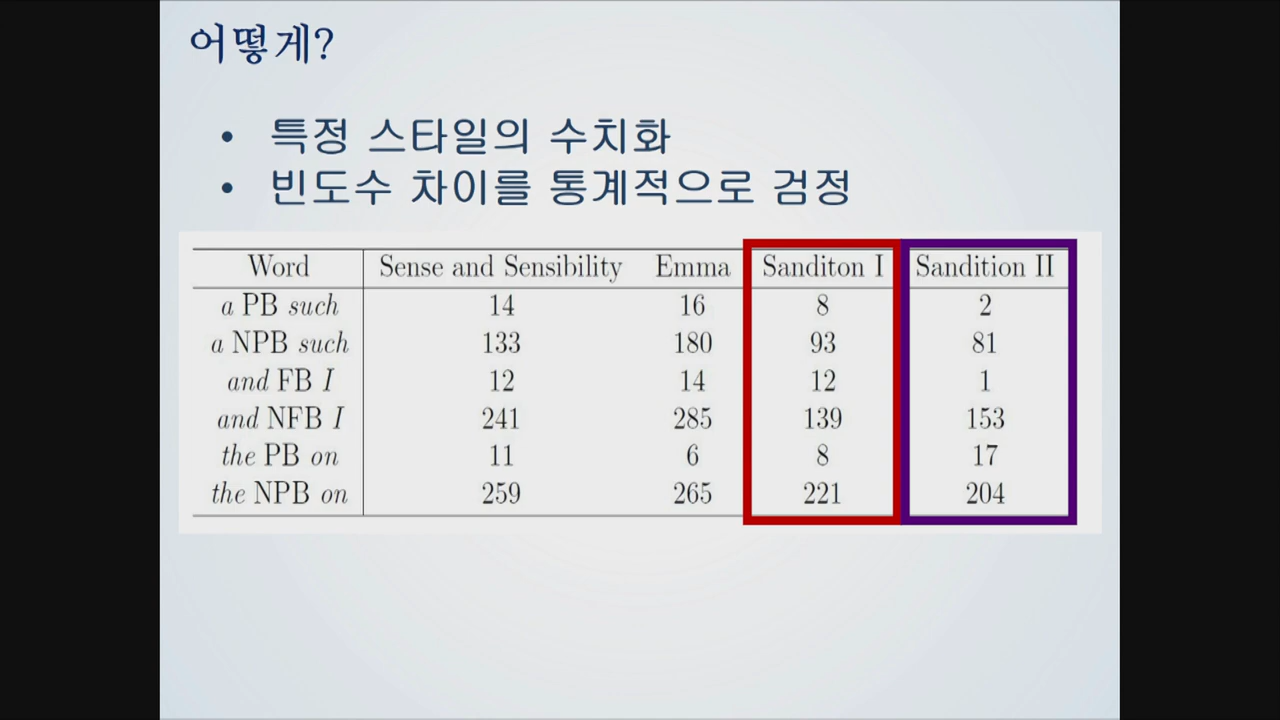 어떻게?
• 특정 스타일의 수치화
• 빈도수 차이를 통계적으로 검정
Word Sense and Sensibility Emma Sanditon I Sandition II
a PB such 14 16 8 2
a NPB such 133 180 93 81
and FB I 12 14 12 1
and NFB I 241 285 139 153
the PB on 11 6 8 17
the NPB on 259 265 221 204